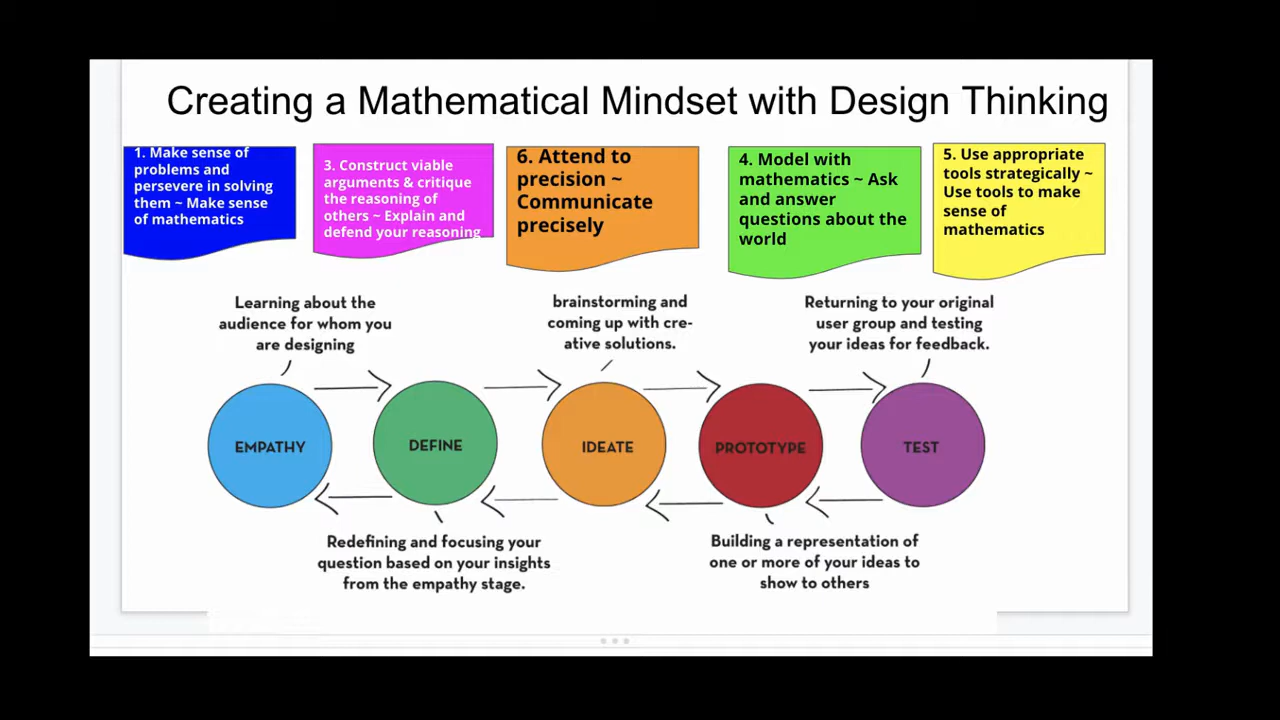 Creating a Mathematical Mindset with Design Thinking
1. Make sense of
problems and
persevere in solving
them ~ Make sense
of mathematics
3. Construct viable
arguments & critique
the reasoning of
others ~ Explain and
defend your reasoning
6. Attend to
precision ~
Communicate
precisely
4. Model with
mathematics ~ Ask
and answer
questions about the
world
5. Use appropriate
tools strategically ~
Use tools to make
sense of
mathematics
Learning about the
audience for whom you
are designing
brainstorming and
coming up with cre-
ative solutions.
Returning to your original
user group and testing
your ideas for feedback.
EMPATHY
DEFINE
IDEATE
PROTOTYPE
TEST
Redefining and focusing your
question based on your insights
from the empathy stage.
Building a representation of
one or more of your ideas to
show to others